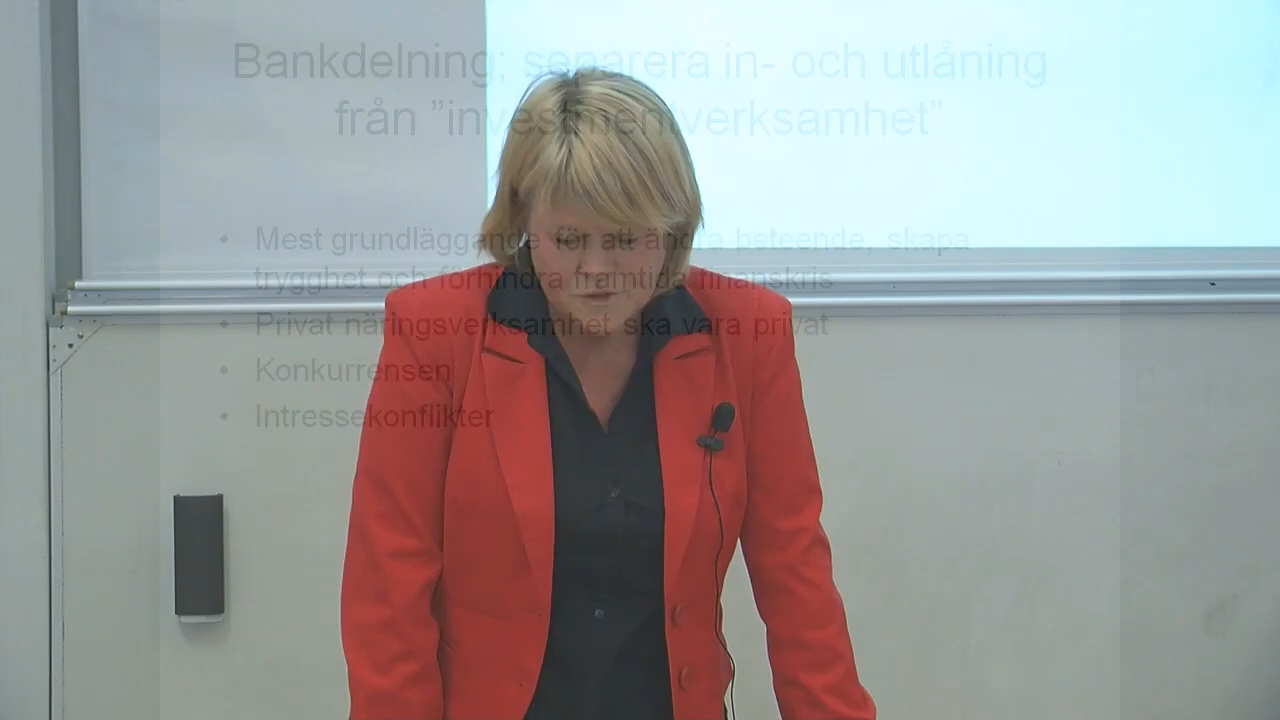 Bankdelning; separera in- och utlåning
från ”investmentverksamhet”
• Mest grundläggande för att ändra beteende, skapa
trygghet och förhindra framtida finanskris
• Privat näringsverksamhet ska vara privat
• Konkurrensen
• Intressekonflikter